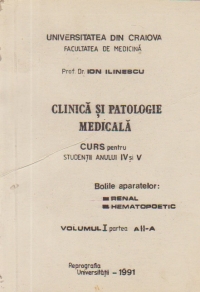 UNIVERSITATEA DIN CRAIOVA
FACULTATEA DE MEDICINĂ
Prof. Dr. ION ILINESCU
CLINICĂ ȘI PATOLOGIE
MEDICALĂ
CURS pentru
STUDENȚII ANULUI IV și V
Bolile aparatelor:
RENAL
HEMATOPOETIC
VOLUMUL I partea A II-A
Reprografia
Universității - 1991